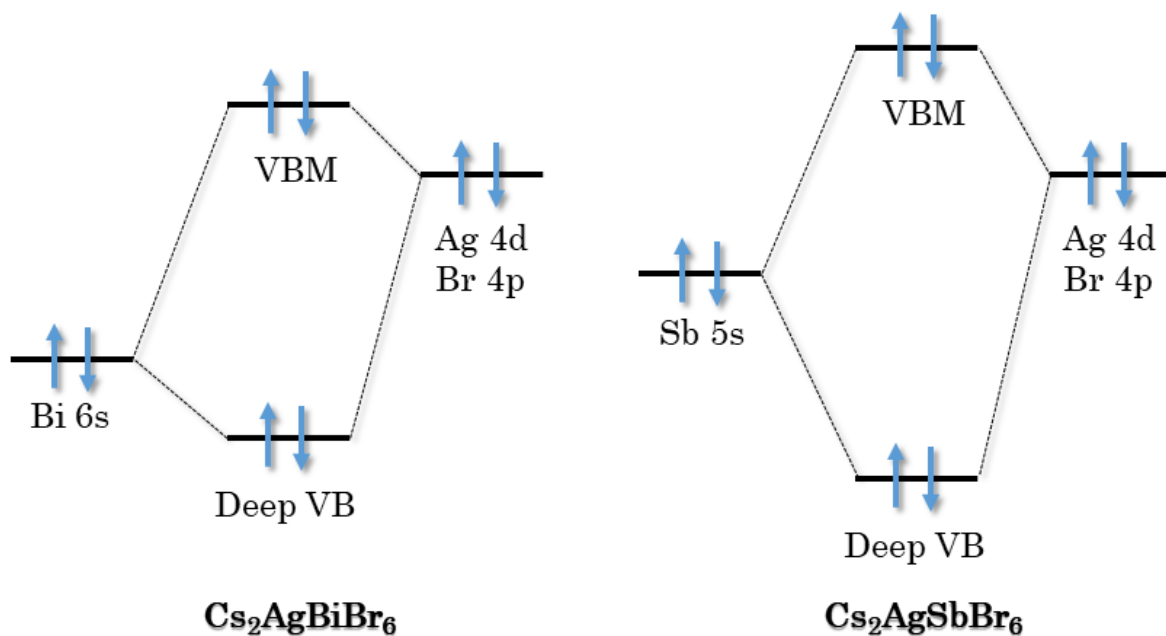 VBM
Ag 4d
Br 4p
Bi 6s
Deep VB
Cs₂AgBiBr₆
VBM
Ag 4d
Br 4p
Sb 5s
Deep VB
Cs₂AgSbBr₆